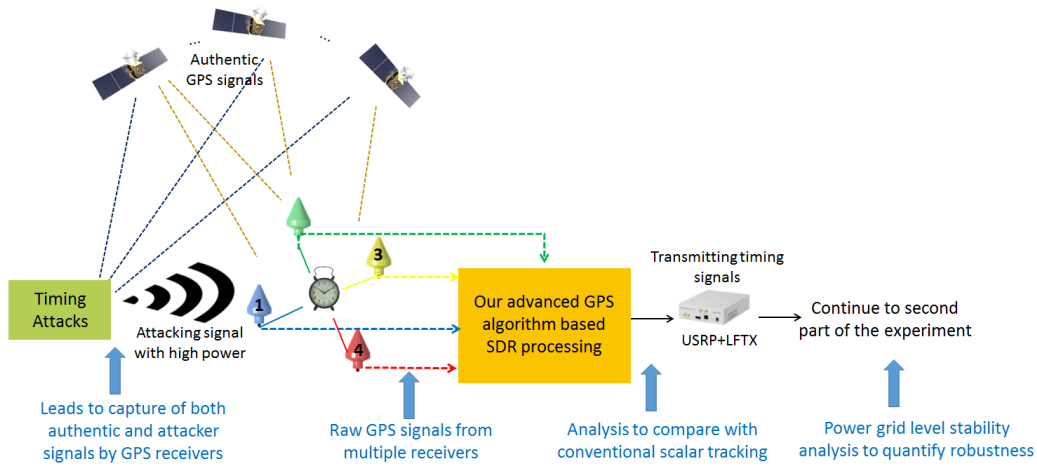 ... ...
Authentic
GPS signals
Timing
Attacks
Attacking signal
with high power
1
3
4
Our advanced GPS
algorithm based
SDR processing
Transmitting timing
signals
USRP+LFTX
Continue to second
part of the experiment
Leads to capture of both
authentic and attacker
signals by GPS receivers
Raw GPS signals from
multiple receivers
Analysis to compare with
conventional scalar tracking
Power grid level stability
analysis to quantify robustness